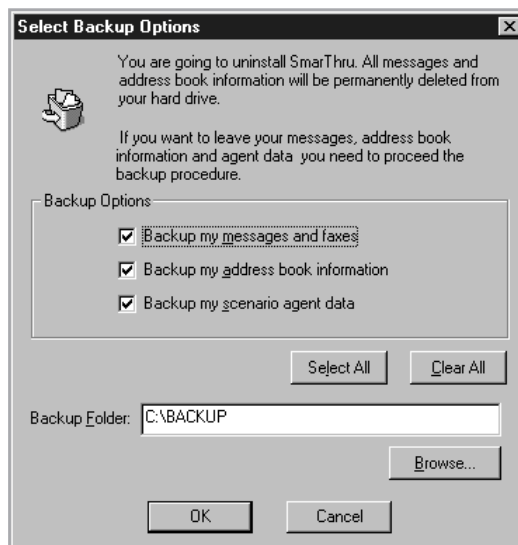 Select Backup Options
You are going to uninstall SmarThru. All messages and
address book information will be permanently deleted from
your hard drive.
If you want to leave your messages, address book
information and agent data  you need to proceed the
backup procedure.
Backup Options
Backup my messages and faxes
Backup my address book information
Backup my scenario agent data
Select All
Clear All
Backup Folder:
C:\BACKUP
Browse...
OK
Cancel